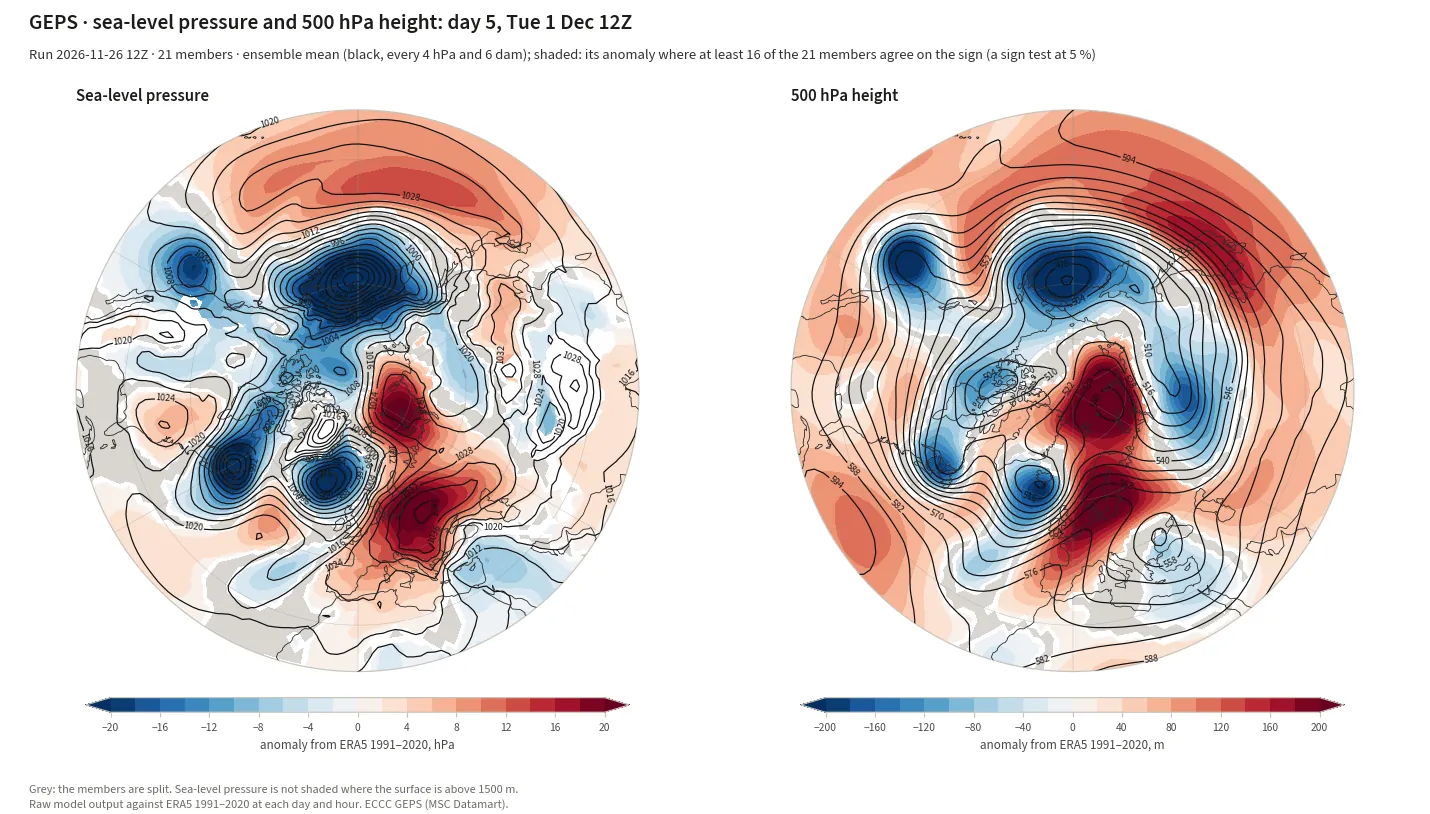 GEPS · sea-level pressure and 500 hPa height: day 5, Tue 1 Dec 12Z
Run 2026-11-26 12Z · 21 members · ensemble mean (black, every 4 hPa and 6 dam); shaded: its anomaly where at least 16 of the 21 members agree on the sign (a sign test at 5 %)
Sea-level pressure
500 hPa height
−20 −16 −12 −8 −4 0 4 8 12 16 20
anomaly from ERA5 1991–2020, hPa
−200 −160 −120 −80 −40 0 40 80 120 160 200
anomaly from ERA5 1991–2020, m
Grey: the members are split. Sea-level pressure is not shaded where the surface is above 1500 m.
Raw model output against ERA5 1991–2020 at each day and hour. ECCC GEPS (MSC Datamart).